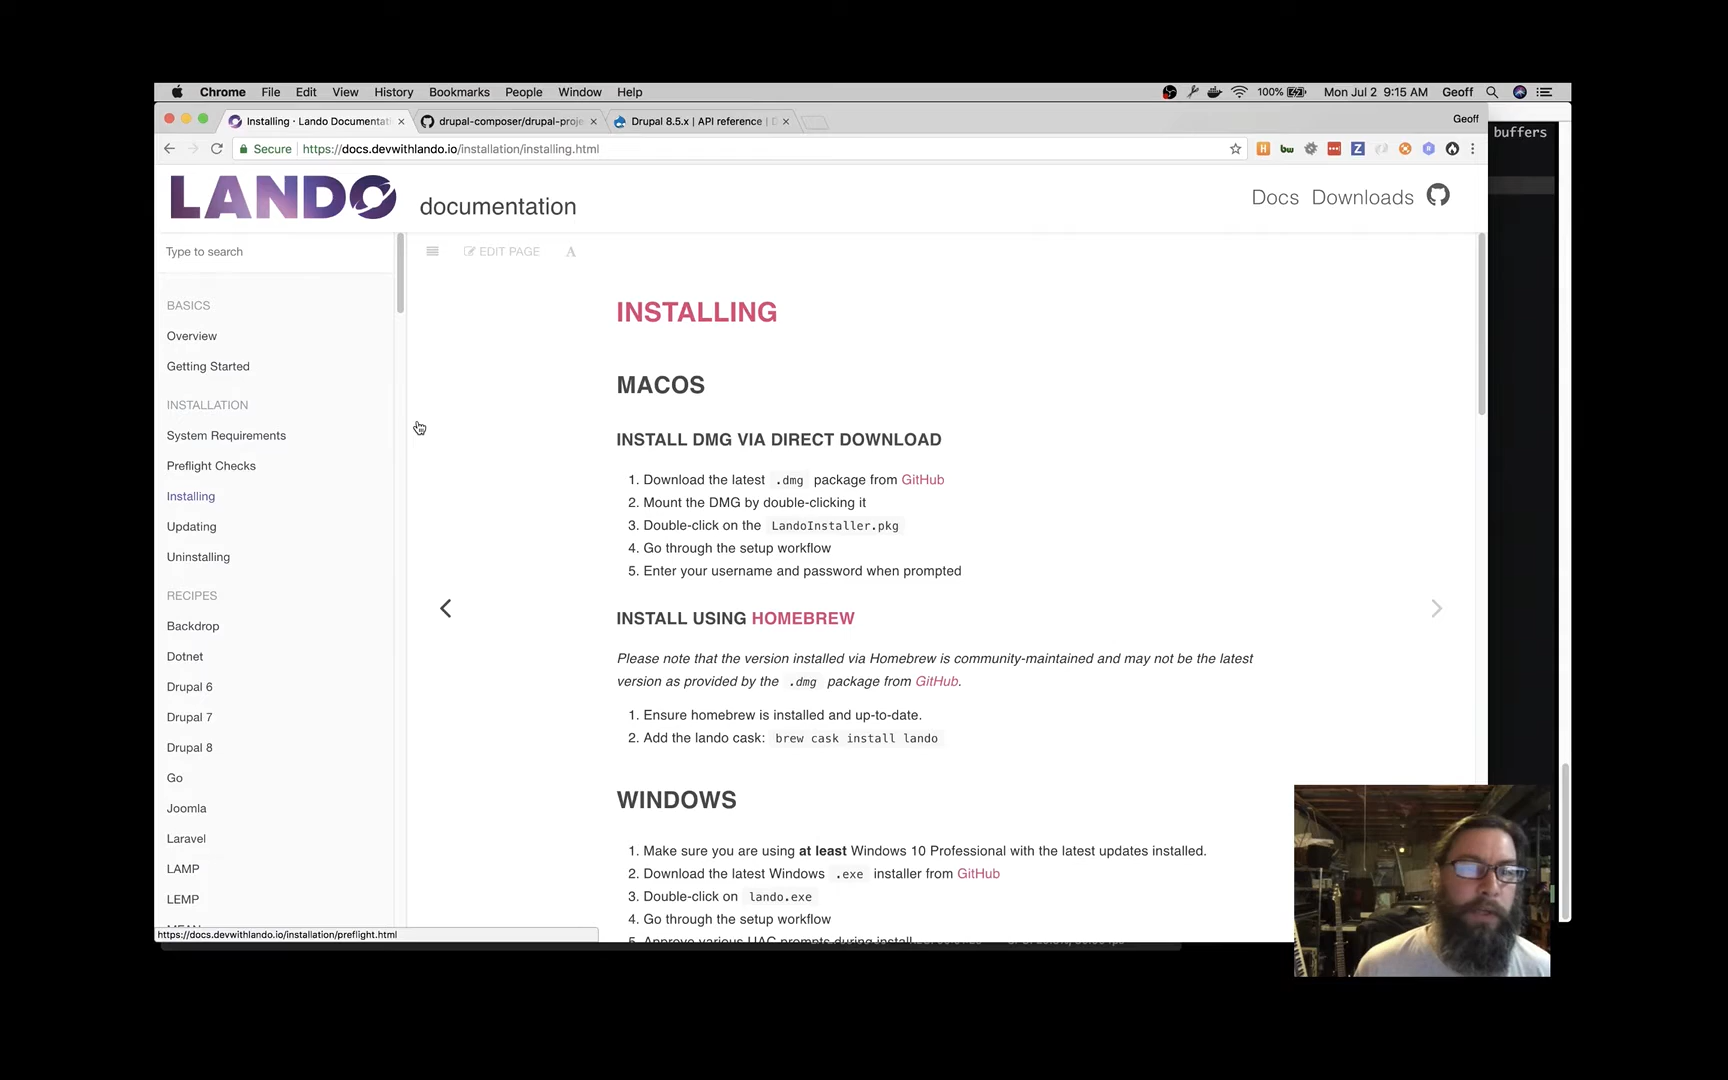 Chrome File Edit View History Bookmarks People Window Help 100% Mon Jul 2 9:15 AM Geoff
Installing · Lando Documentati
drupal-composer/drupal-proje
Drupal 8.5.x | API reference | D
Geoff
buffers
Secure https://docs.devwithlando.io/installation/installing.html
LANDO documentation
Docs Downloads
Type to search
EDIT PAGE A
BASICS
Overview
Getting Started
INSTALLATION
System Requirements
Preflight Checks
Installing
Updating
Uninstalling
RECIPES
Backdrop
Dotnet
Drupal 6
Drupal 7
Drupal 8
Go
Joomla
Laravel
LAMP
LEMP
https://docs.devwithlando.io/installation/preflight.html
INSTALLING
MACOS
INSTALL DMG VIA DIRECT DOWNLOAD
1. Download the latest .dmg package from GitHub
2. Mount the DMG by double-clicking it
3. Double-click on the LandoInstaller.pkg
4. Go through the setup workflow
5. Enter your username and password when prompted
INSTALL USING HOMEBREW
Please note that the version installed via Homebrew is community-maintained and may not be the latest
version as provided by the .dmg package from GitHub.
1. Ensure homebrew is installed and up-to-date.
2. Add the lando cask: brew cask install lando
WINDOWS
1. Make sure you are using at least Windows 10 Professional with the latest updates installed.
2. Download the latest Windows .exe installer from GitHub
3. Double-click on lando.exe
4. Go through the setup workflow
5. Approve various UAC prompts during install